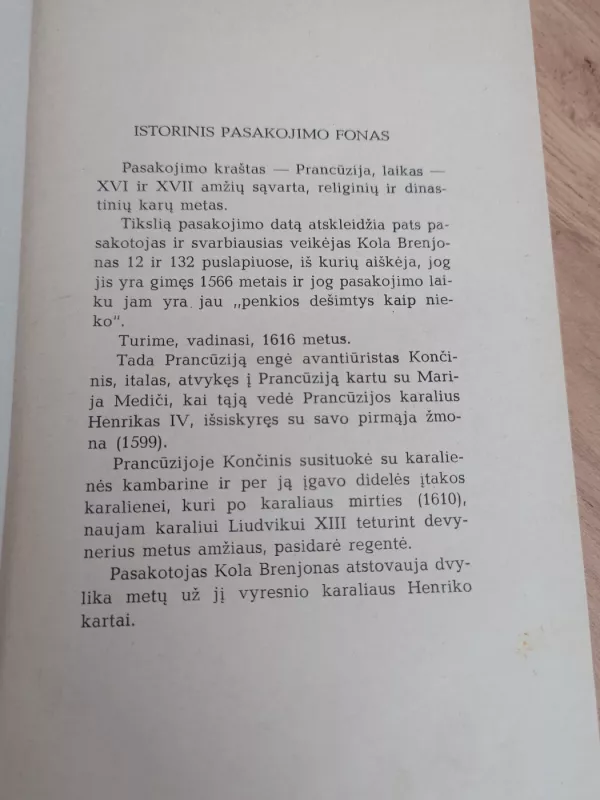 ISTORINIS PASAKOJIMO FONAS
Pasakojimo kraštas — Prancūzija, laikas —
XVI ir XVII amžių sąvarta, religinių ir dinas-
tinių karų metas.
Tikslią pasakojimo datą atskleidžia pats pa-
sakotojas ir svarbiausias veikėjas Kola Brenjo-
nas 12 ir 132 puslapiuose, iš kurių aiškėja, jog
jis yra gimęs 1566 metais ir jog pasakojimo lai-
ku jam yra jau „penkios dešimtys kaip nie-
ko“.
Turime, vadinasi, 1616 metus.
Tada Prancūziją engė avantiūristas Konči-
nis, italas, atvykęs į Prancūziją kartu su Mari-
ja Mediči, kai tąją vedė Prancūzijos karalius
Henrikas IV, išsiskyręs su savo pirmąja žmo-
na (1599).
Prancūzijoje Končinis susituokė su karalie-
nės kambarine ir per ją įgavo didelės įtakos
karalienei, kuri po karaliaus mirties (1610),
naujam karaliui Liudvikui XIII teturint devy-
nerius metus amžiaus, pasidarė regentė.
Pasakotojas Kola Brenjonas atstovauja dvy-
lika metų už jį vyresnio karaliaus Henriko
kartai.